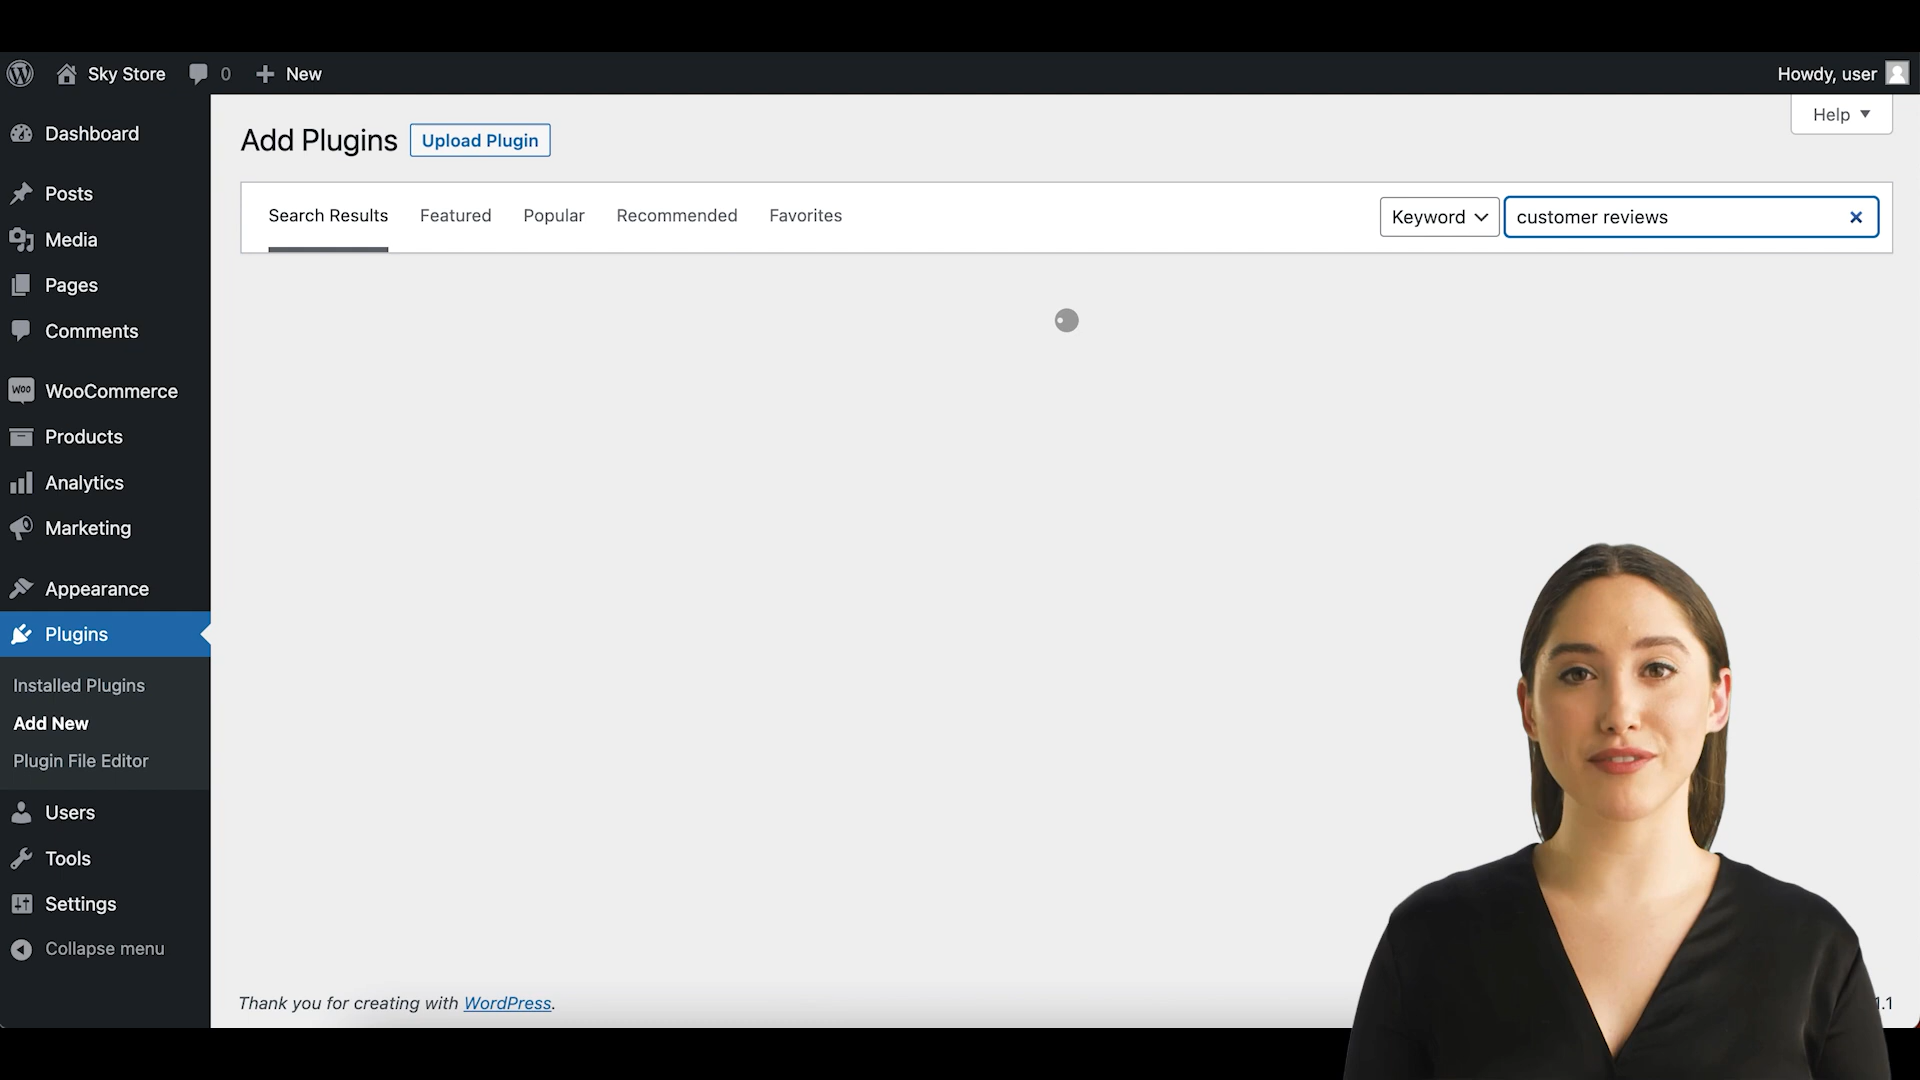 Sky Store 0 New Howdy, user
Help
Add Plugins Upload Plugin
Search Results Featured Popular Recommended Favorites Keyword customer reviews
Dashboard
Posts
Media
Pages
Comments
Woo WooCommerce
Products
Analytics
Marketing
Appearance
Plugins
Installed Plugins
Add New
Plugin File Editor
Users
Tools
Settings
Collapse menu
Thank you for creating with WordPress.